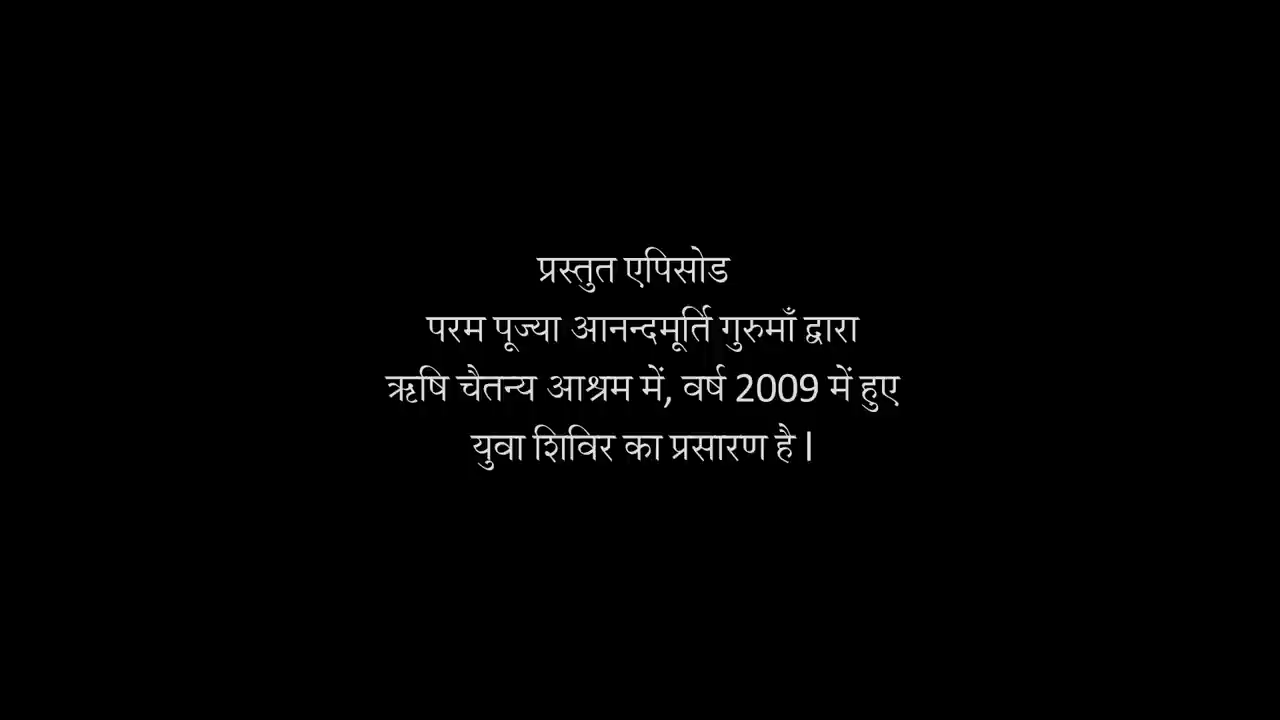 प्रस्तुत एपिसोड
परम पूज्या आनन्दमूर्ति गुरुमाँ द्वारा
ऋषि चैतन्य आश्रम में, वर्ष 2009 में हुए
युवा शिविर का प्रसारण है।